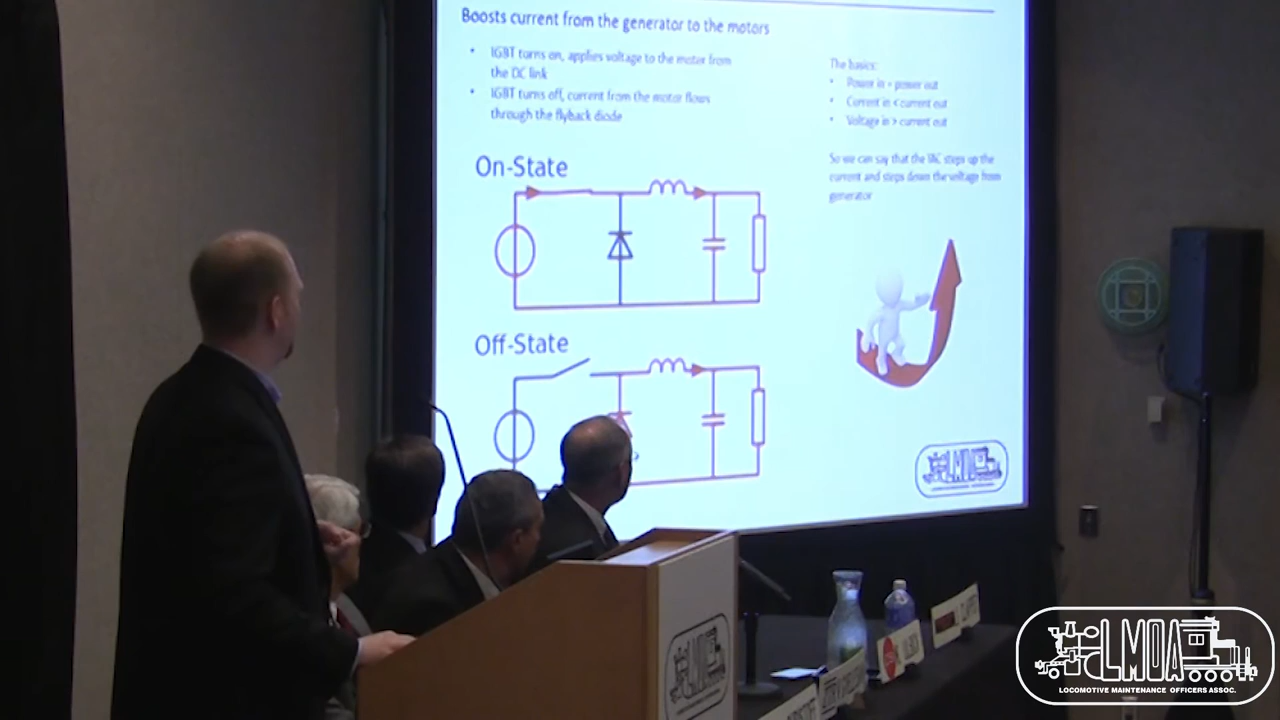 Boosts current from the generator to the motors
• IGBT turns on, applies voltage to the motor from
the DC link
• IGBT turns off, current from the motor flows
through the flyback diode
The basics:
• Power in = power out
• Current in < current out
• Voltage in > current out
So we can say that the steps up the
current and steps down the voltage from
generator
On-State
Off-State
LMOA
LMOA
LOCOMOTIVE MAINTENANCE OFFICERS ASSOC.